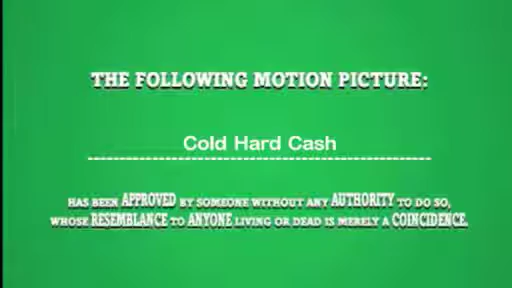 THE FOLLOWING MOTION PICTURE:
Cold Hard Cash
HAS BEEN APPROVED BY SOMEONE WITHOUT ANY AUTHORITY TO DO SO,
WHOSE RESEMBLANCE TO ANYONE LIVING OR DEAD IS MERELY A COINCIDENCE.